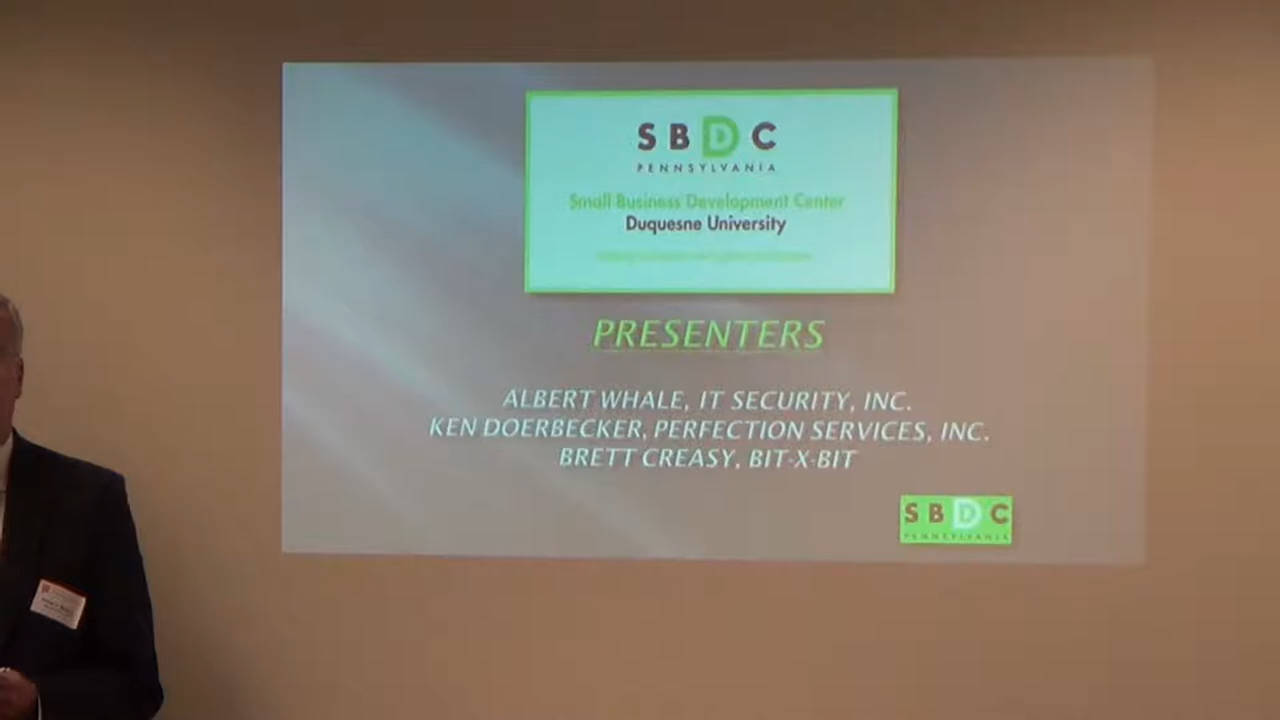 SBDC
PENNSYLVANIA
Small Business Development Center
Duquesne University
PRESENTERS
ALBERT WHALE, IT SECURITY, INC.
KEN DOERBECKER, PERFECTION SERVICES, INC.
BRETT CREASY, BIT-X-BIT
SBDC
PENNSYLVANIA